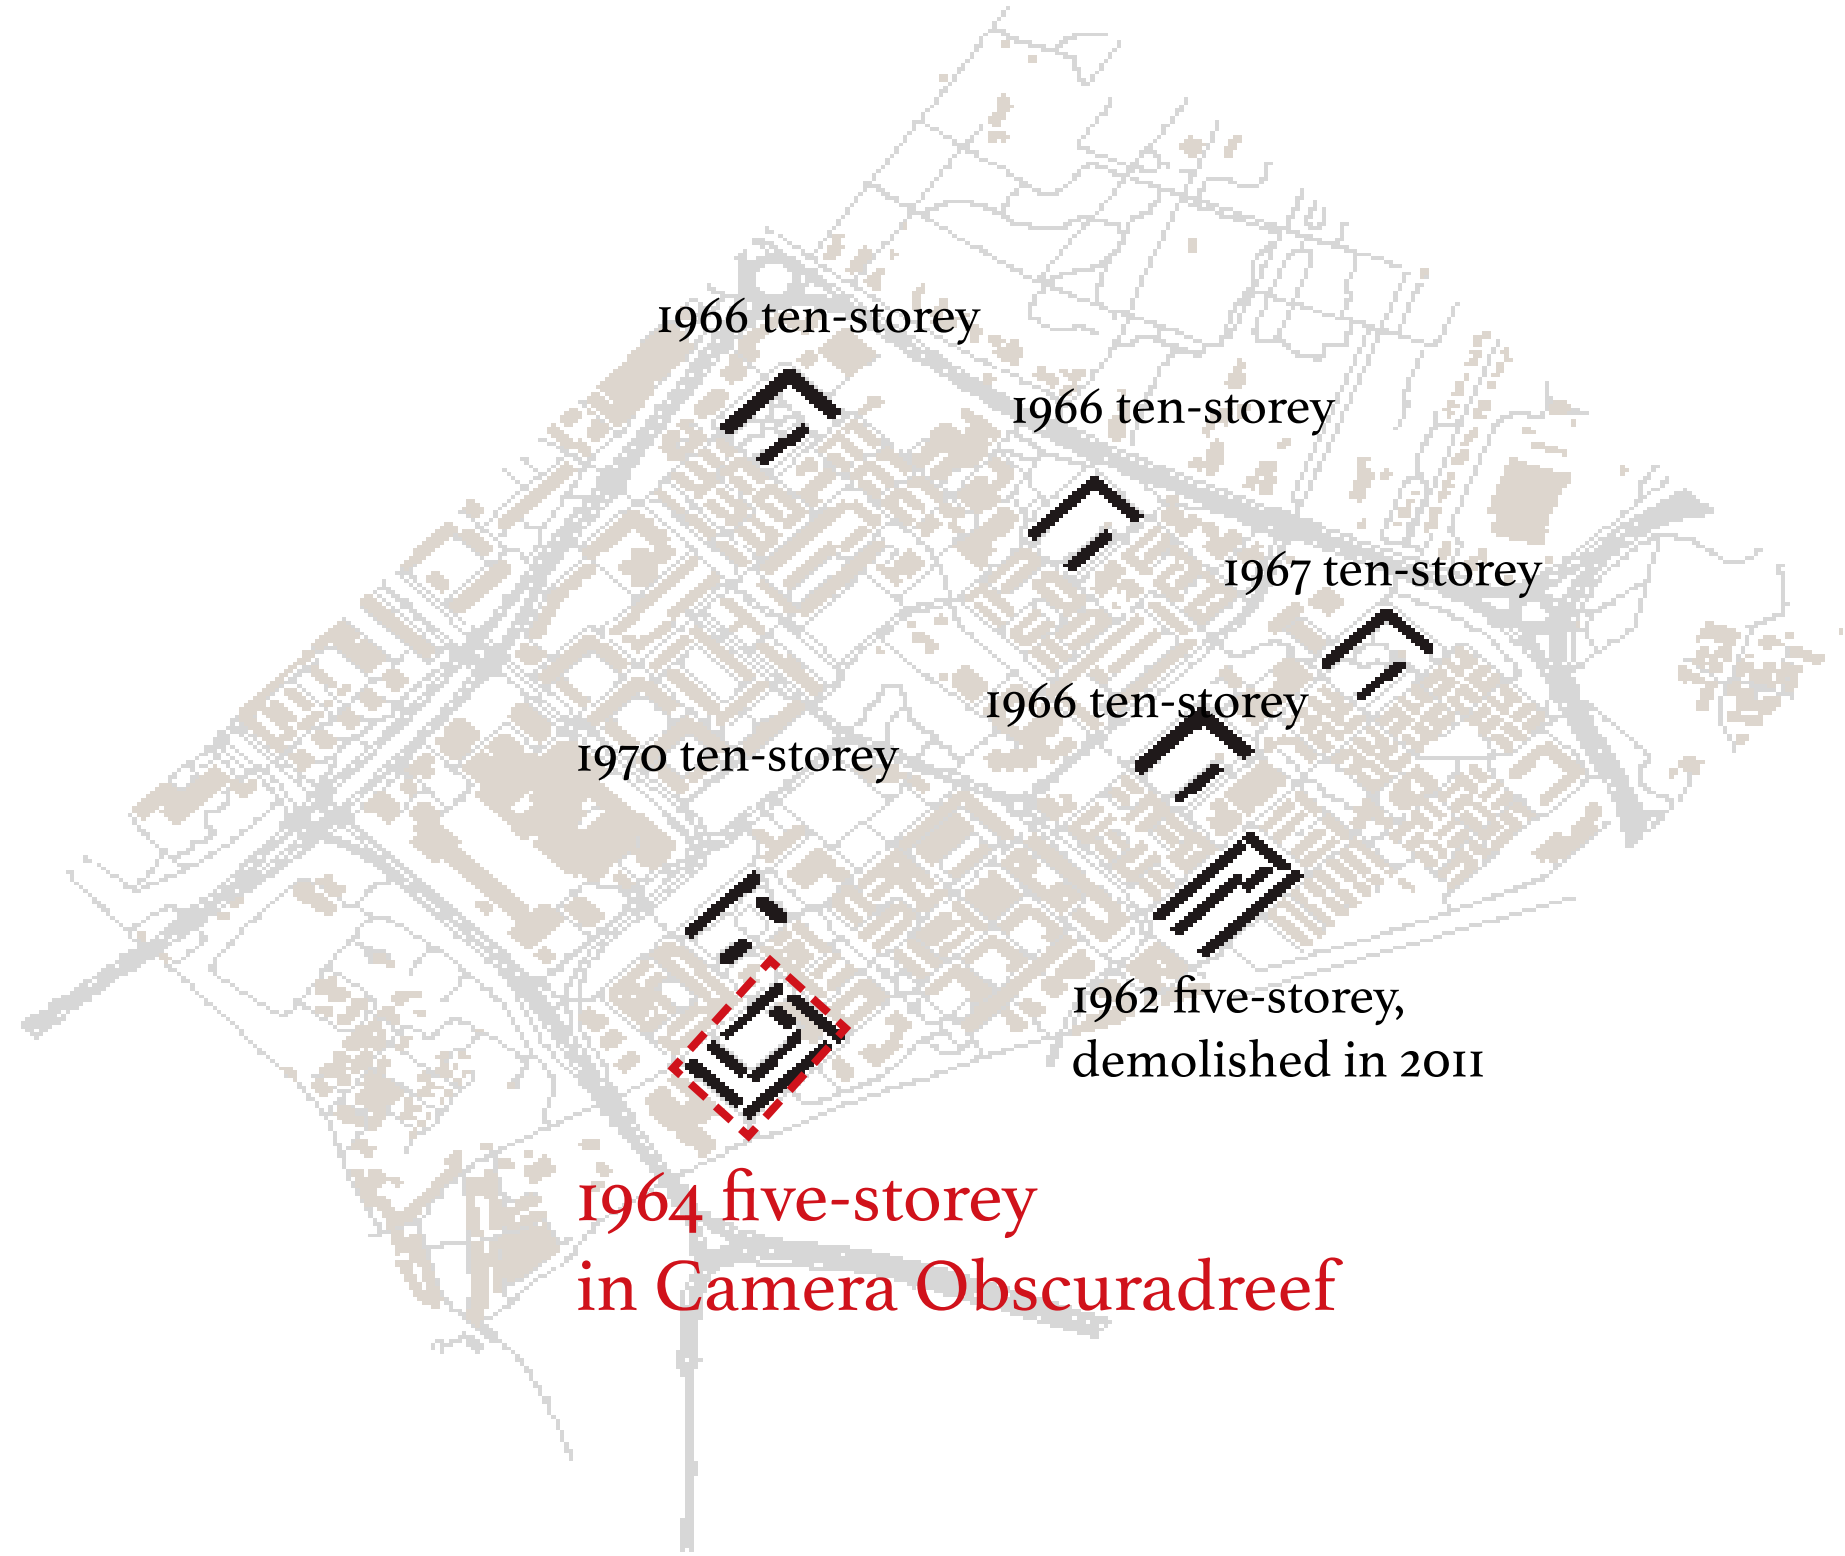 1966 ten-storey
1966 ten-storey
1967 ten-storey
1966 ten-storey
1970 ten-storey
1962 five-storey,
demolished in 2011
1964 five-storey
in Camera Obscuradreef